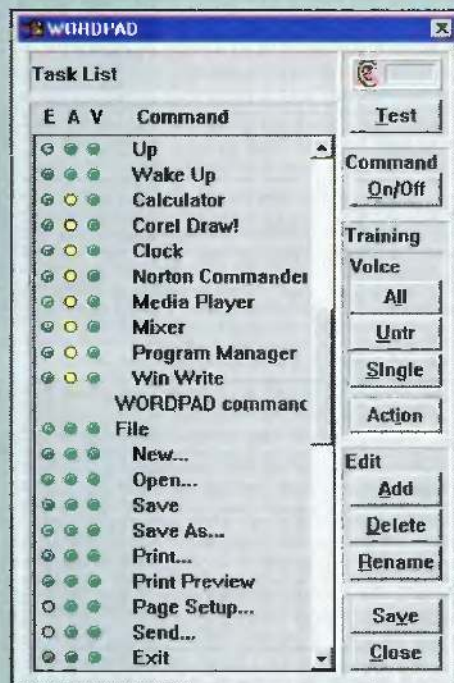 WORDPAD
Task List
E A V Command
Up
Wake Up
Calculator
Corel Draw!
Clock
Norton Commander
Media Player
Mixer
Program Manager
Win Write
WORDPAD commanc
File
New...
Open...
Save
Save As...
Print...
Print Preview
Page Setup...
Send...
Exit
Test
Command
On/Off
Training
Voice
All
Untr
Single
Action
Edit
Add
Delete
Rename
Save
Close